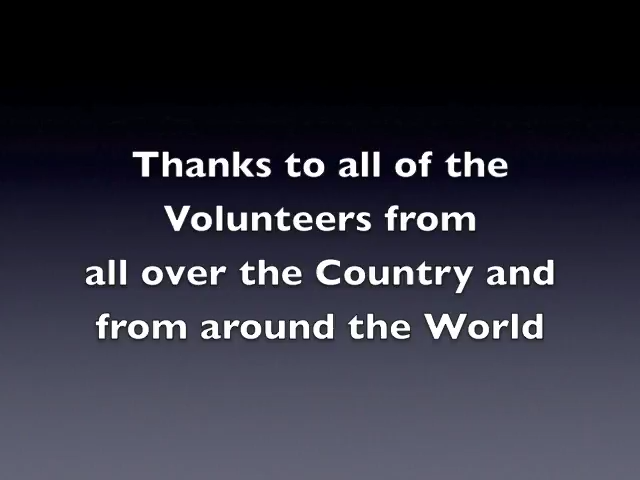 Thanks to all of the
Volunteers from
all over the Country and
from around the World